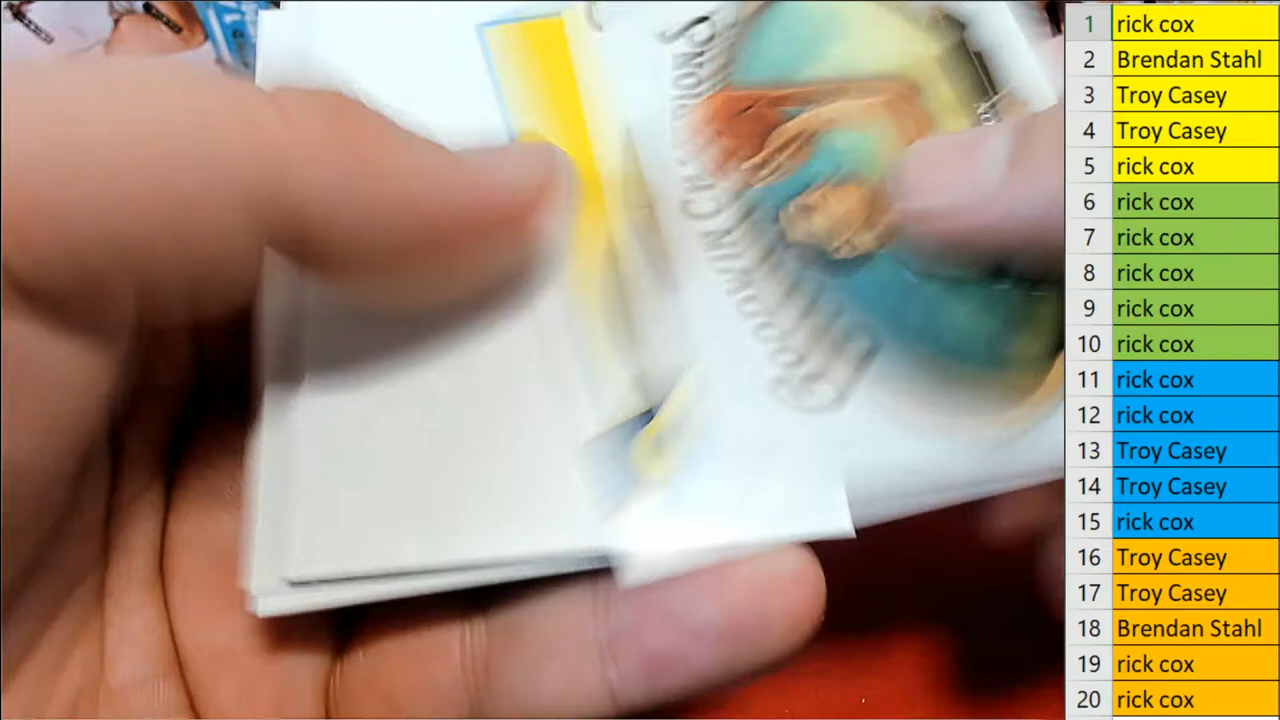 1 rick cox
2 Brendan Stahl
3 Troy Casey
4 Troy Casey
5 rick cox
6 rick cox
7 rick cox
8 rick cox
9 rick cox
10 rick cox
11 rick cox
12 rick cox
13 Troy Casey
14 Troy Casey
15 rick cox
16 Troy Casey
17 Troy Casey
18 Brendan Stahl
19 rick cox
20 rick cox